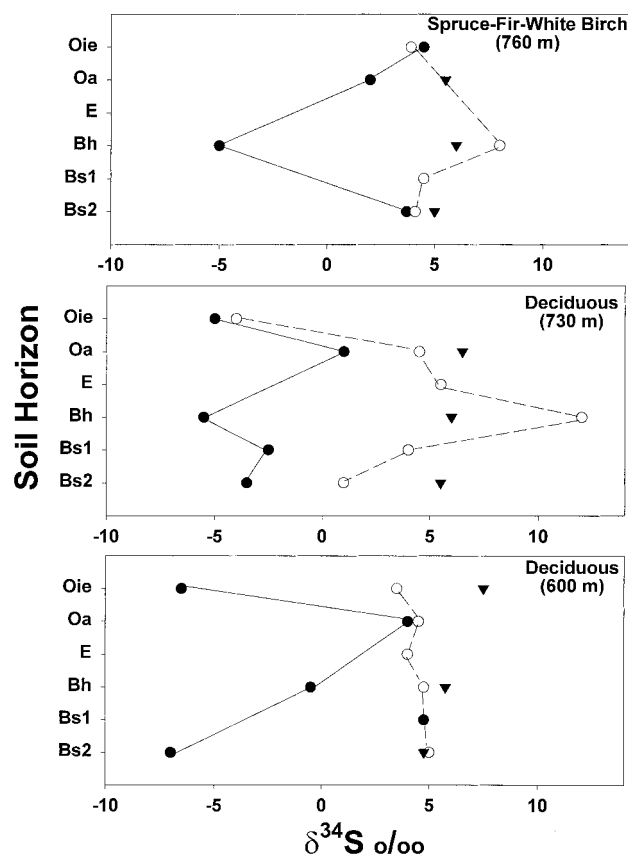 Spruce-Fir-White Birch
(760 m)
Oie
Oa
E
Bh
Bs1
Bs2
-10 -5 0 5 10
Deciduous
(730 m)
Oie
Oa
E
Bh
Bs1
Bs2
-10 -5 0 5 10
Soil Horizon
Deciduous
(600 m)
Oie
Oa
E
Bh
Bs1
Bs2
-10 -5 0 5 10
δ³⁴S o/oo